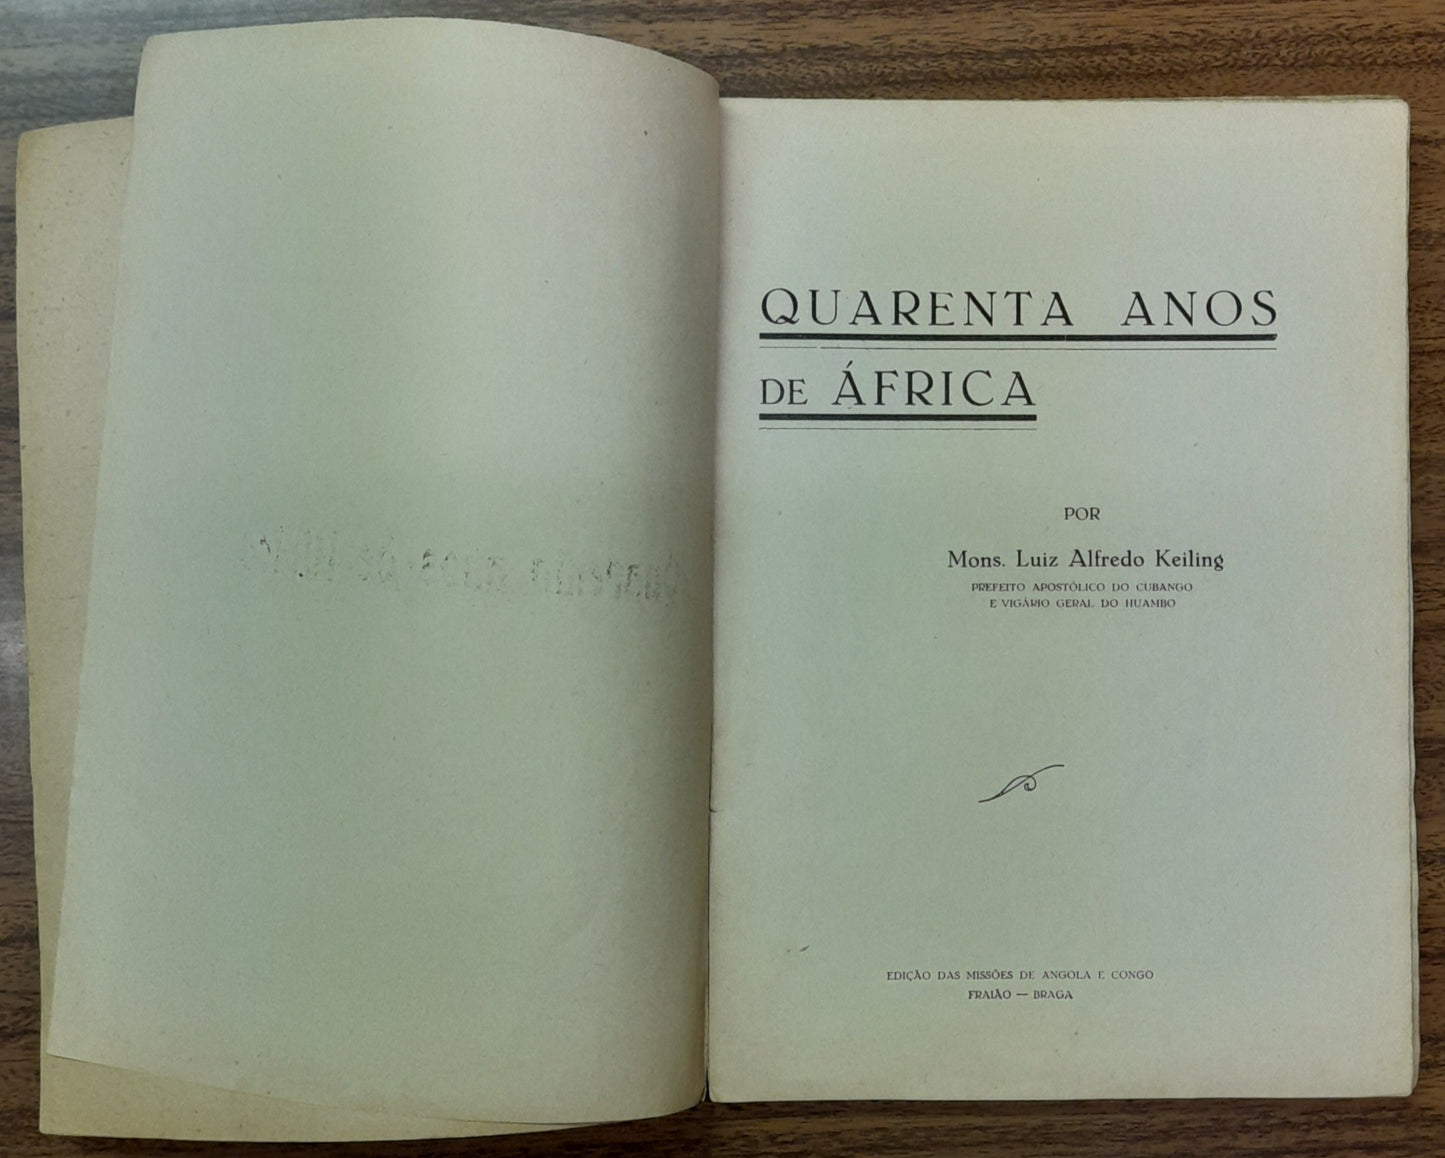 QUARENTA ANOS
DE ÁFRICA
POR
Mons. Luiz Alfredo Keiling
PREFEITO APOSTÓLICO DO CUBANGO
E VIGÁRIO GERAL DO HUAMBO
EDIÇÃO DAS MISSÕES DE ANGOLA E CONGO
FRAIÃO — BRAGA